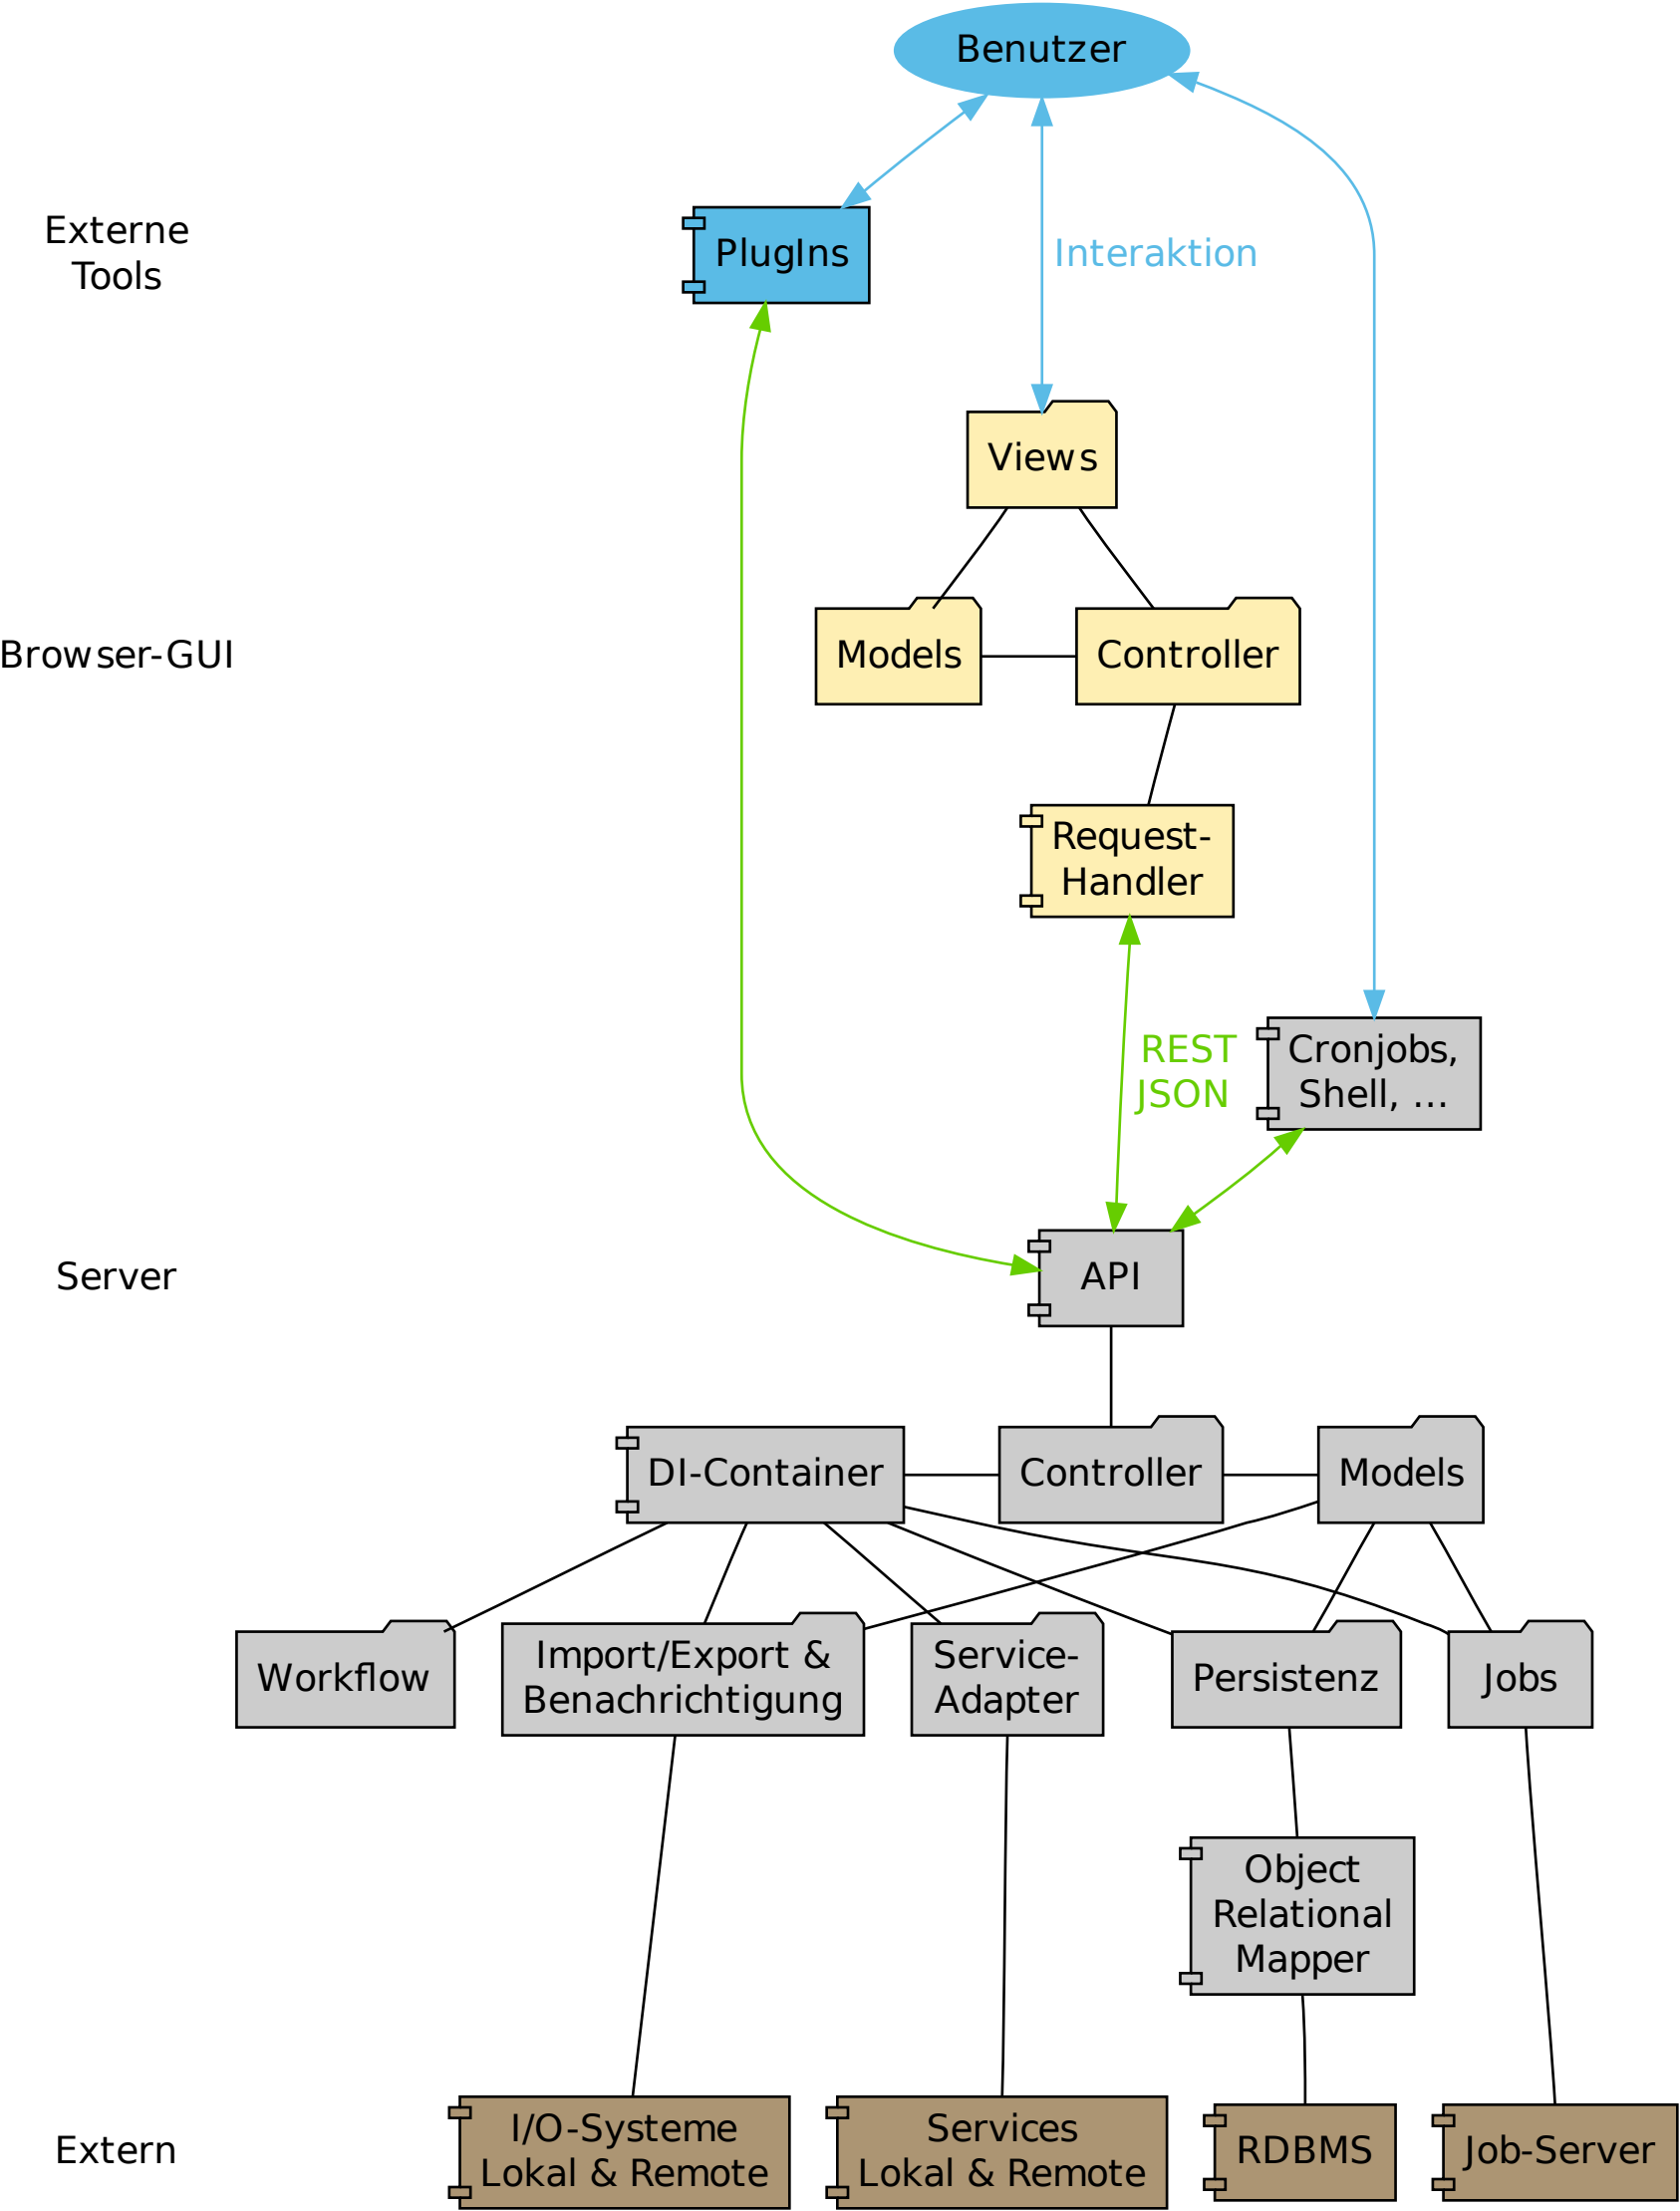 Benutzer
Externe
Tools
PlugIns
Interaktion
Views
Browser-GUI
Models
Controller
Request-
Handler
REST
JSON
Cronjobs,
Shell, ...
Server
API
DI-Container
Controller
Models
Workflow
Import/Export &
Benachrichtigung
Service-
Adapter
Persistenz
Jobs
Object
Relational
Mapper
Extern
I/O-Systeme
Lokal & Remote
Services
Lokal & Remote
RDBMS
Job-Server